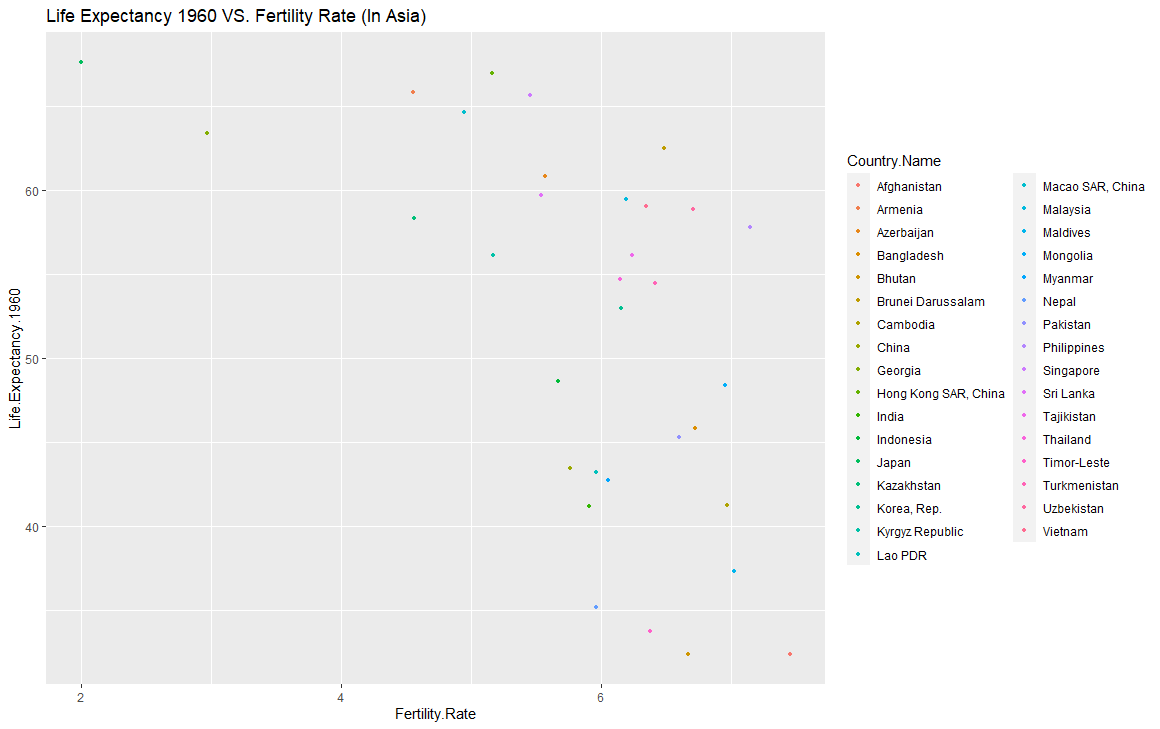 Life Expectancy 1960 VS. Fertility Rate (In Asia)
Life.Expectancy.1960
60
50
40
2
4
6
Fertility.Rate
Country.Name
Afghanistan
Armenia
Azerbaijan
Bangladesh
Bhutan
Brunei Darussalam
Cambodia
China
Georgia
Hong Kong SAR, China
India
Indonesia
Japan
Kazakhstan
Korea, Rep.
Kyrgyz Republic
Lao PDR
Macao SAR, China
Malaysia
Maldives
Mongolia
Myanmar
Nepal
Pakistan
Philippines
Singapore
Sri Lanka
Tajikistan
Thailand
Timor-Leste
Turkmenistan
Uzbekistan
Vietnam